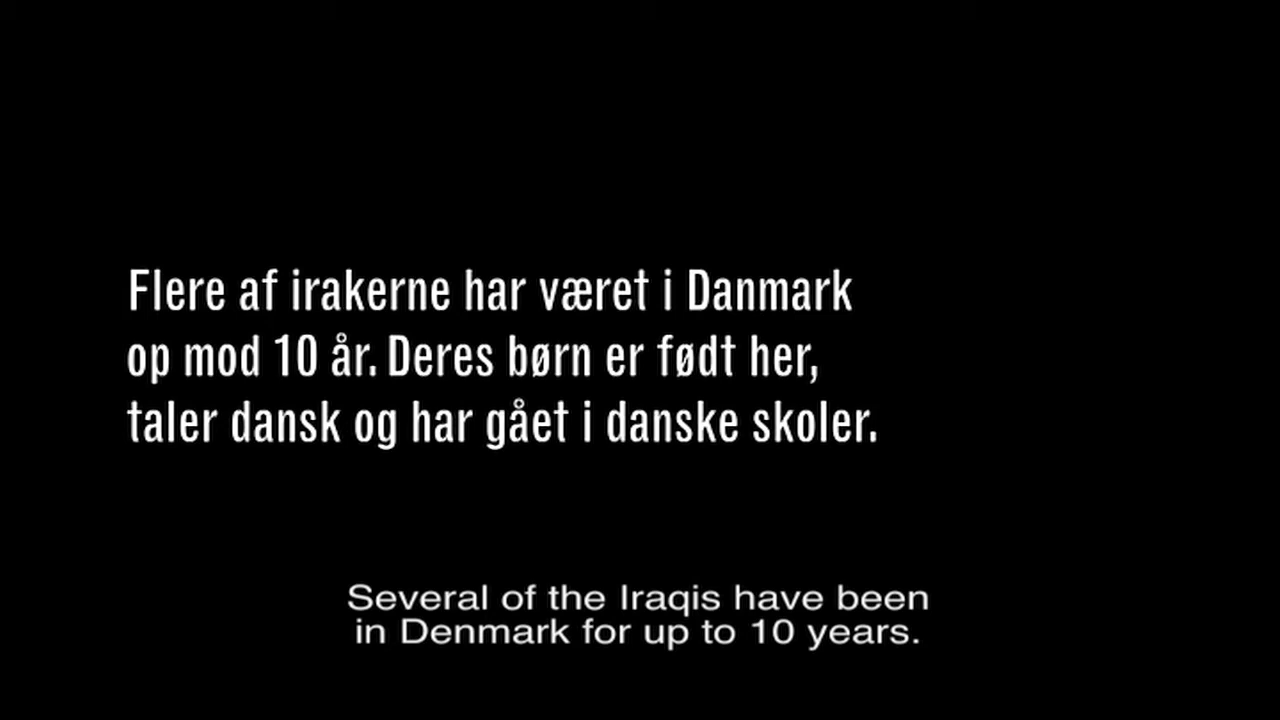 Flere af irakerne har været i Danmark
op mod 10 år. Deres børn er født her,
taler dansk og har gået i danske skoler.
Several of the Iraqis have been
in Denmark for up to 10 years.